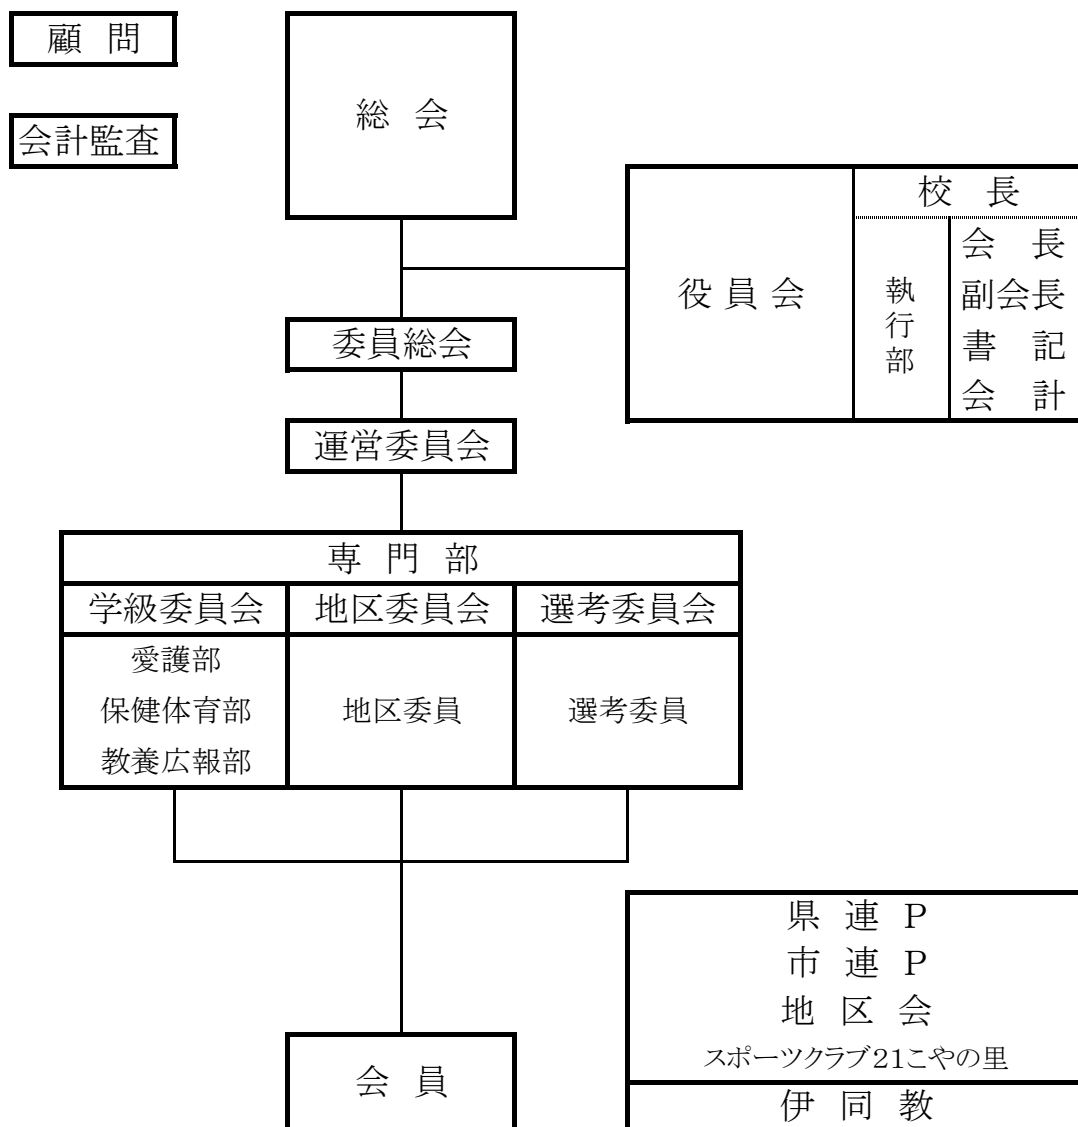 顧 問
総 会
会計監査
役 員 会
校 長
執行部
会 長
副会長
書 記
会 計
委員総会
運営委員会
専 門 部
学級委員会 地区委員会 選考委員会
愛護部
保健体育部
教養広報部
地区委員
選考委員
会 員
県 連 P
市 連 P
地 区 会
スポーツクラブ21こやの里
伊 同 教